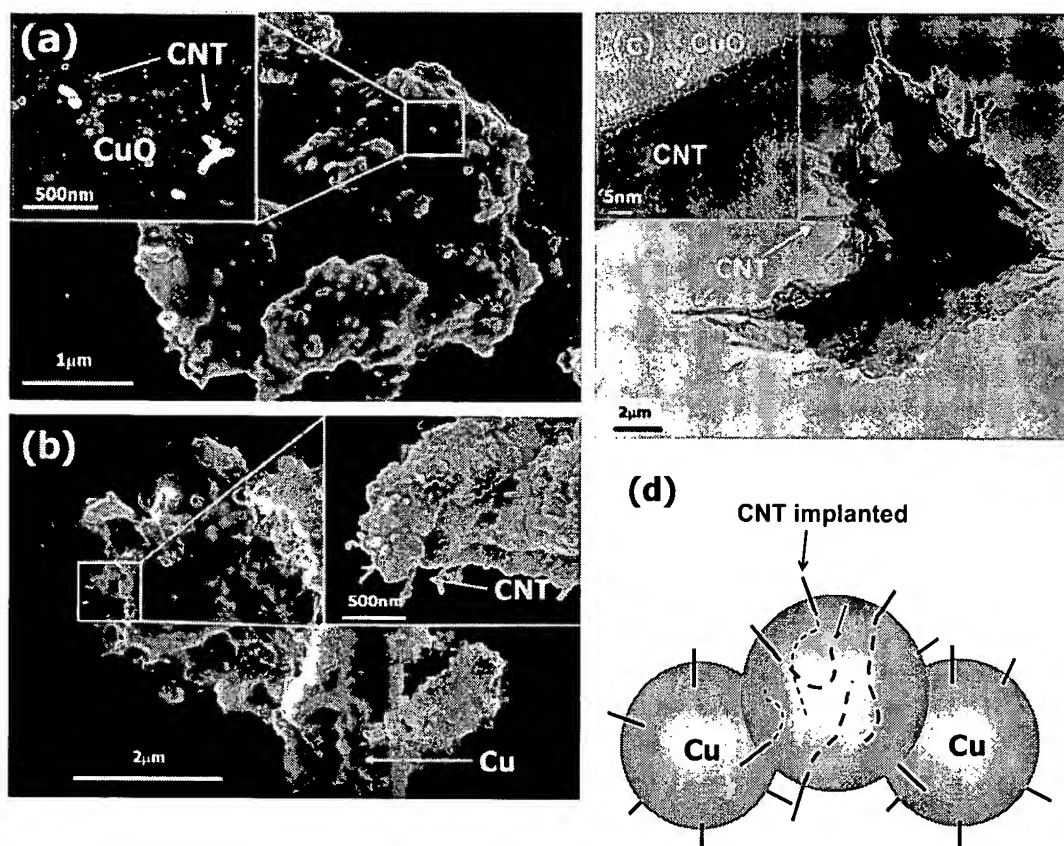 (a)
CNT
CuO
500nm
1μm
(b)
CNT
500nm
Cu
2μm
(c)
CuO
CNT
5nm
CNT
2μm
(d)
CNT implanted
Cu
Cu